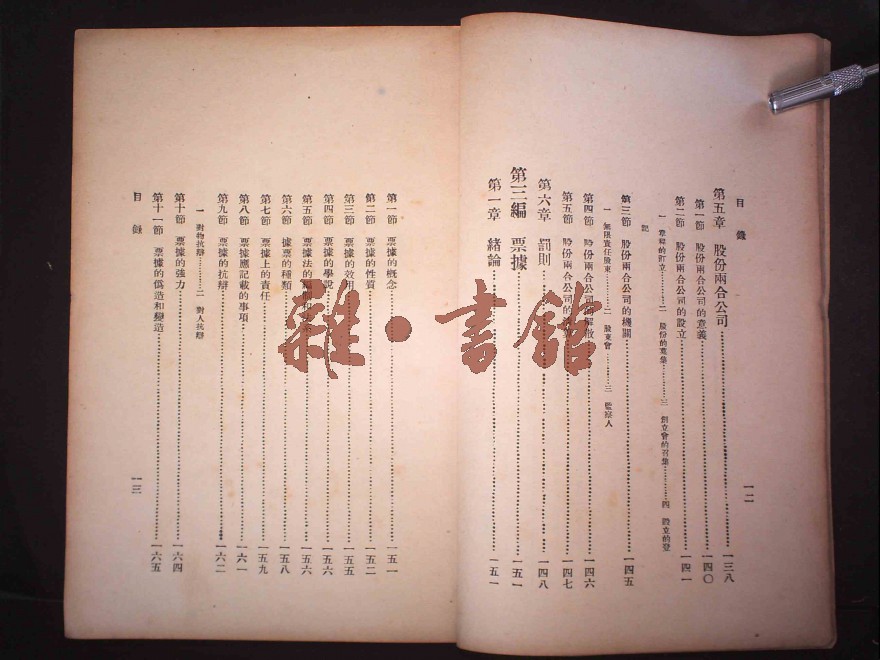 目錄
一二
第五章 股份兩合公司 一三八
第一節 股份兩合公司的意義 一四〇
第二節 股份兩合公司的設立 一四一
一 章程的訂立 二 股份的募集 三 創立會的召集 四 設立的登
記
第三節 股份兩合公司的機關 一四五
一 無限責任股東 二 股東會 三 監察人
第四節 股份兩合公司的解散 一四六
第五節 股份兩合公司的 一四七
第六章 罰則 一四八
第三編 票據 一五一
第一章 緒論 一五一
第一節 票據的概念 一五一
第二節 票據的性質 一五二
第三節 票據的效用 一五五
第四節 票據的學說 一五六
第五節 票據法的 一五六
第六節 據票的種類 一五八
第七節 票據上的責任 一五九
第八節 票據應記載的事項 一六一
第九節 票據的抗辯 一六二
一 對物抗辯 二 對人抗辯
第十節 票據的強力 一六四
第十一節 票據的僞造和變造 一六五
目錄
一三
雜·書館